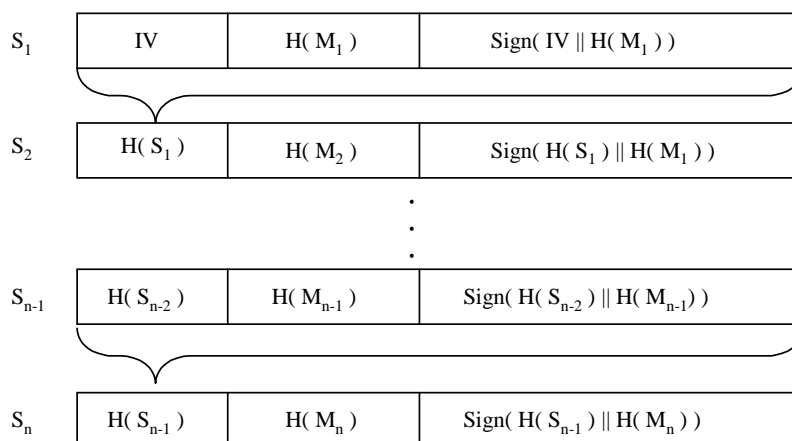 S₁ IV H( M₁ ) Sign( IV || H( M₁ ) )
S₂ H( S₁ ) H( M₂ ) Sign( H( S₁ ) || H( M₁ ) )
Sₙ₋₁ H( Sₙ₋₂ ) H( Mₙ₋₁ ) Sign( H( Sₙ₋₂ ) || H( Mₙ₋₁) )
Sₙ H( Sₙ₋₁ ) H( Mₙ ) Sign( H( Sₙ₋₁ ) || H( Mₙ ) )